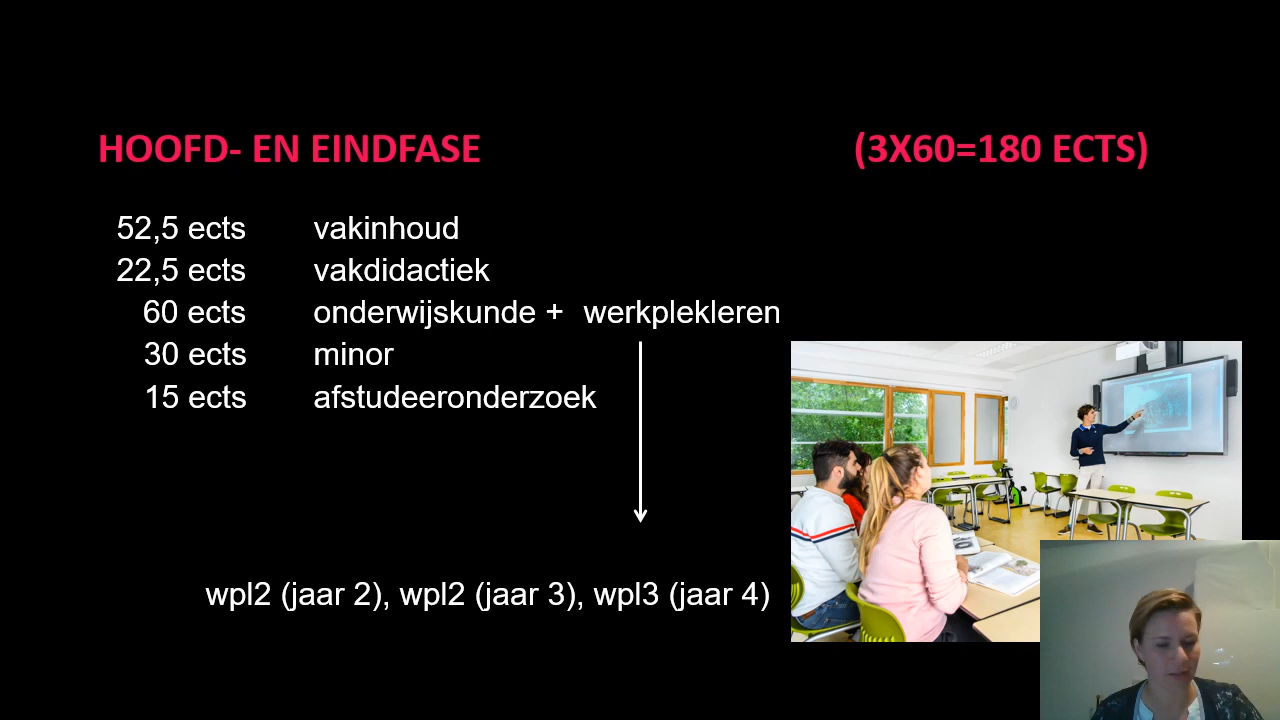 HOOFD- EN EINDFASE (3X60=180 ECTS)
52,5 ects vakinhoud
22,5 ects vakdidactiek
60 ects onderwijskunde + werkplekleren
30 ects minor
15 ects afstudeeronderzoek
wpl2 (jaar 2), wpl2 (jaar 3), wpl3 (jaar 4)